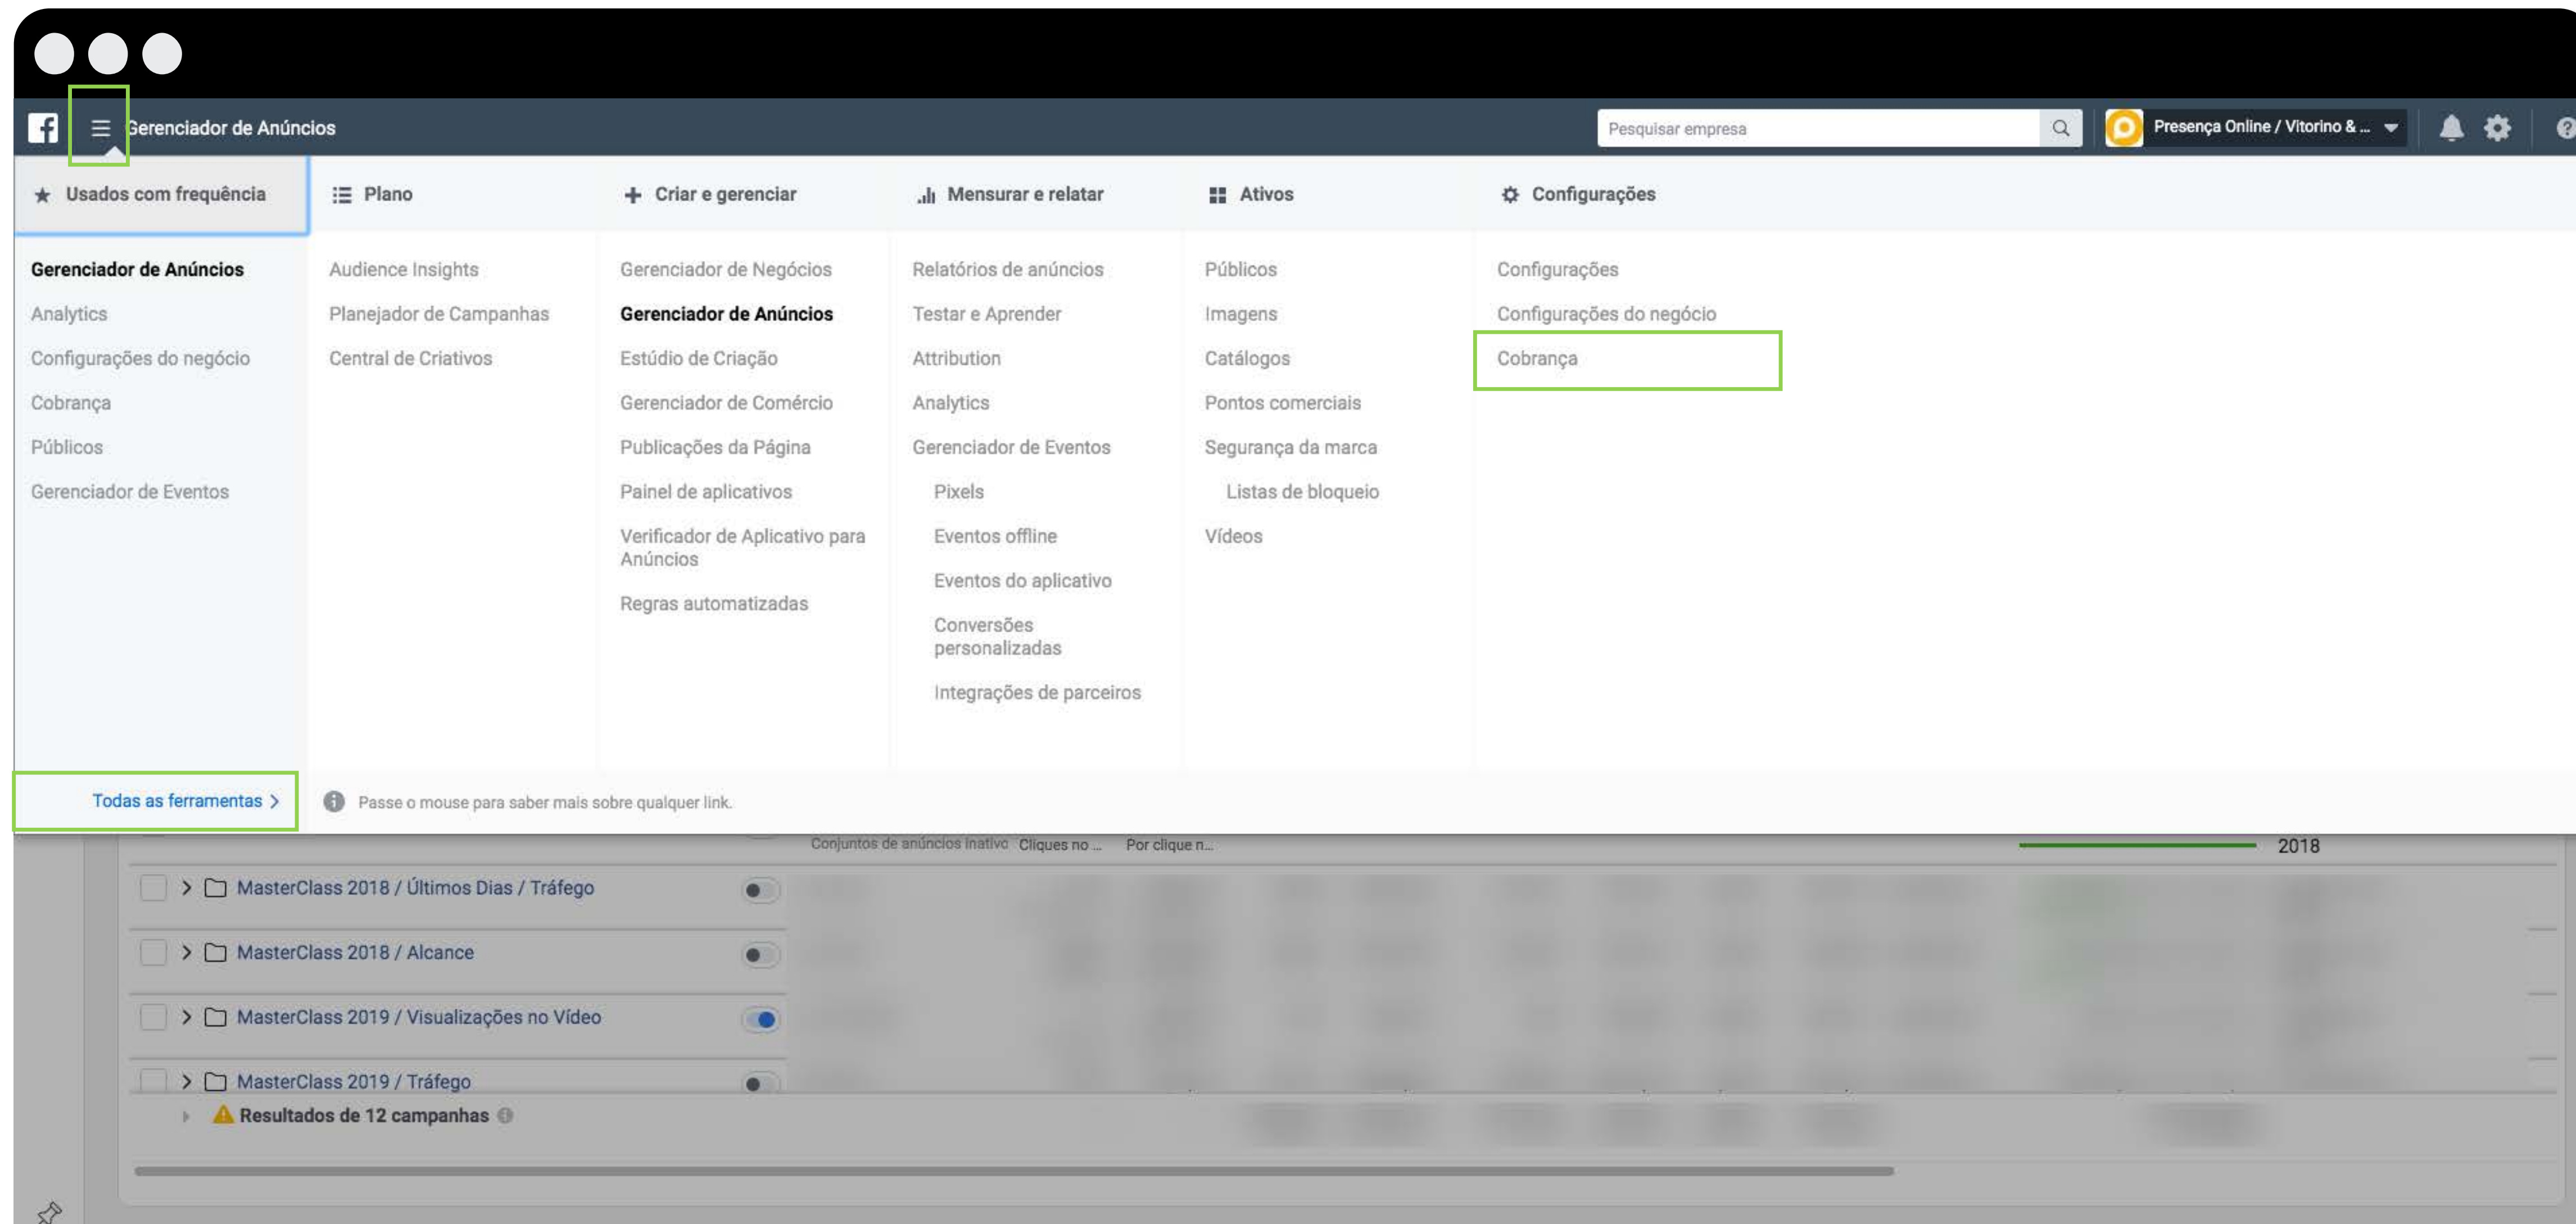 Gerenciador de Anúncios
Pesquisar empresa
Presença Online / Vitorino & ...
Usados com frequência
Plano
Criar e gerenciar
Mensurar e relatar
Ativos
Configurações
Gerenciador de Anúncios
Analytics
Configurações do negócio
Cobrança
Públicos
Gerenciador de Eventos
Audience Insights
Planejador de Campanhas
Central de Criativos
Gerenciador de Negócios
Gerenciador de Anúncios
Estúdio de Criação
Gerenciador de Comércio
Publicações da Página
Painel de aplicativos
Verificador de Aplicativo para
Anúncios
Regras automatizadas
Relatórios de anúncios
Testar e Aprender
Attribution
Analytics
Gerenciador de Eventos
Pixels
Eventos offline
Eventos do aplicativo
Conversões
personalizadas
Integrações de parceiros
Públicos
Imagens
Catálogos
Pontos comerciais
Segurança da marca
Listas de bloqueio
Vídeos
Configurações
Configurações do negócio
Cobrança
Todas as ferramentas >
Passe o mouse para saber mais sobre qualquer link.
Conjuntos de anúncios inativo Cliques no ... Por clique n... 2018
MasterClass 2018 / Últimos Dias / Tráfego
MasterClass 2018 / Alcance
MasterClass 2019 / Visualizações no Vídeo
MasterClass 2019 / Tráfego
Resultados de 12 campanhas